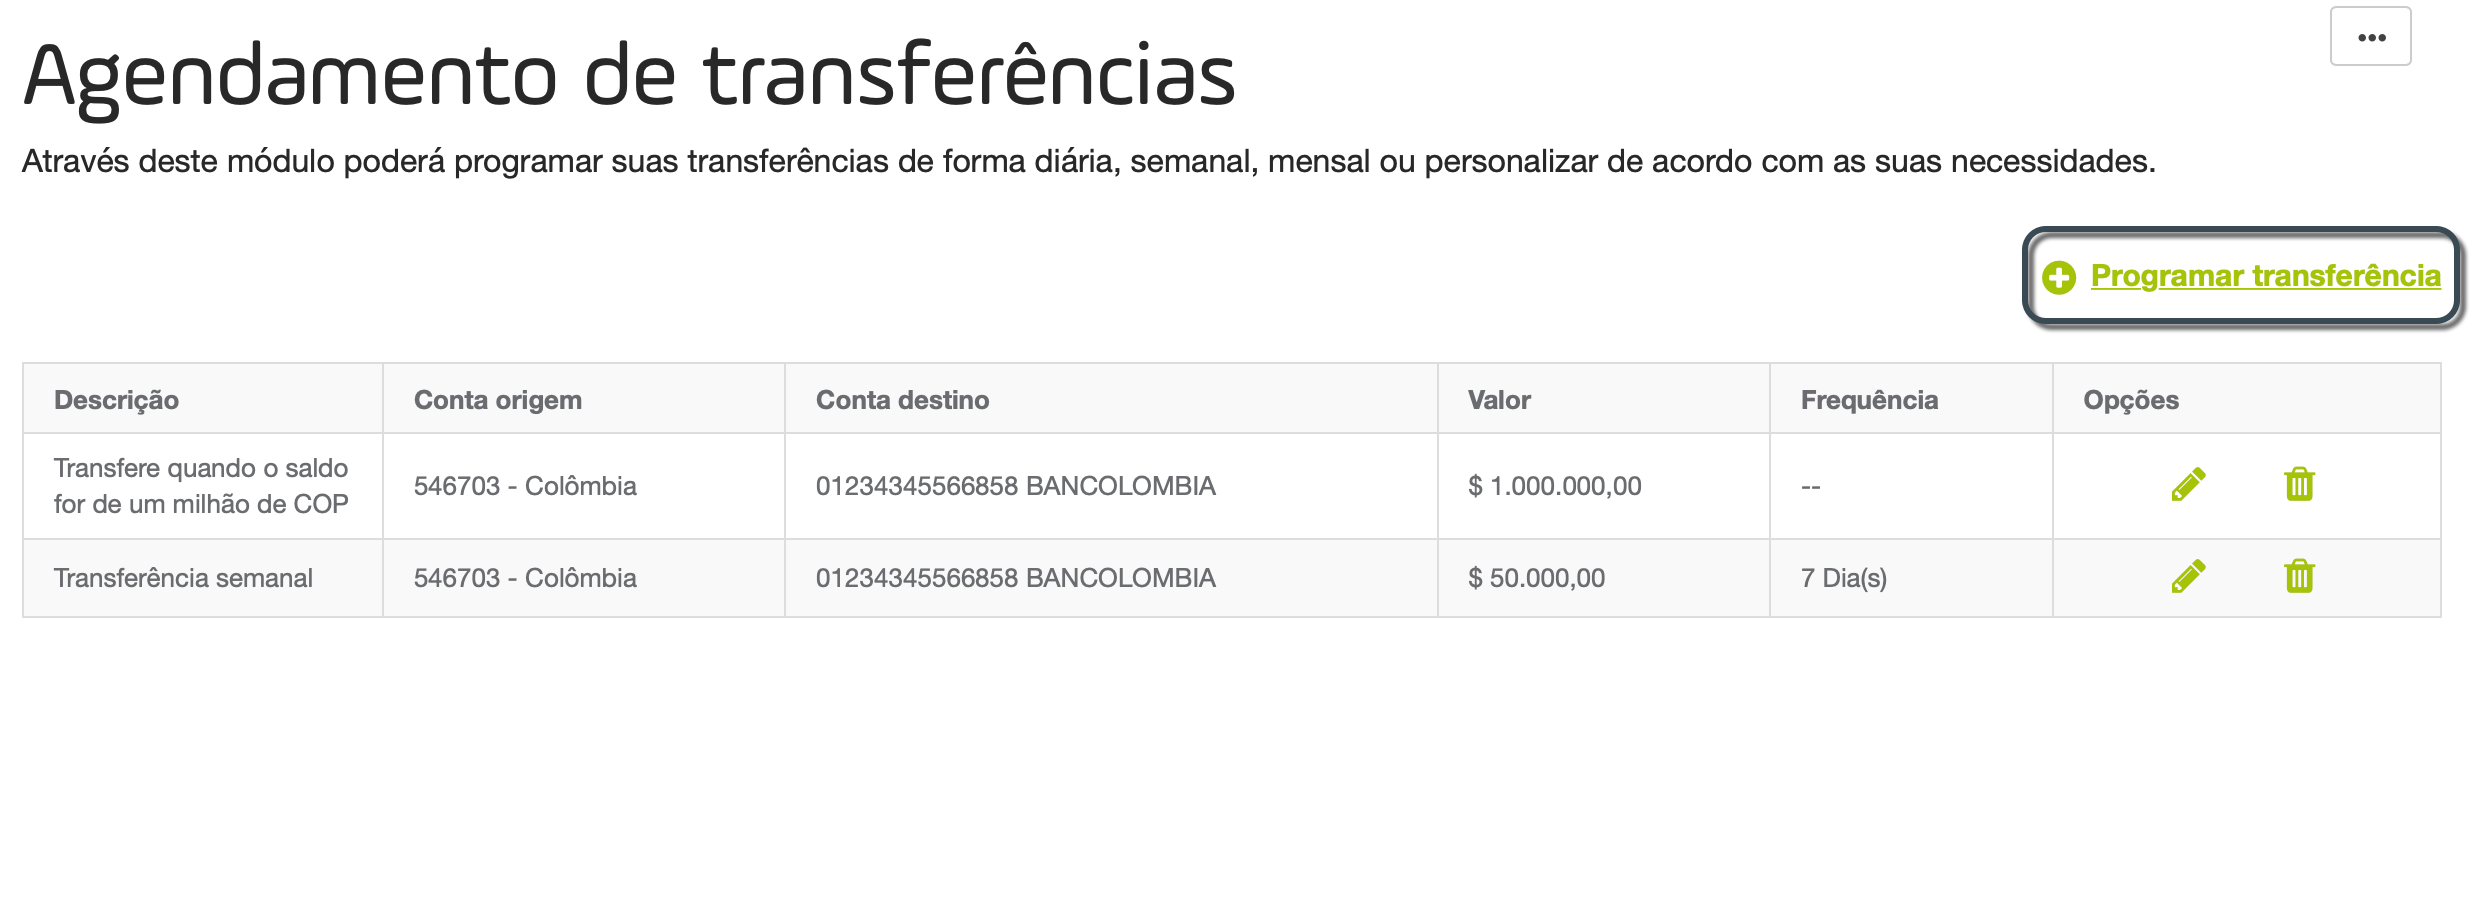 Agendamento de transferências
Através deste módulo poderá programar suas transferências de forma diária, semanal, mensal ou personalizar de acordo com as suas necessidades.
Programar transferência
Descrição Conta origem Conta destino Valor Frequência Opções
Transfere quando o saldo
for de um milhão de COP
546703 - Colômbia 01234345566858 BANCOLOMBIA $ 1.000.000,00 --
Transferência semanal 546703 - Colômbia 01234345566858 BANCOLOMBIA $ 50.000,00 7 Dia(s)